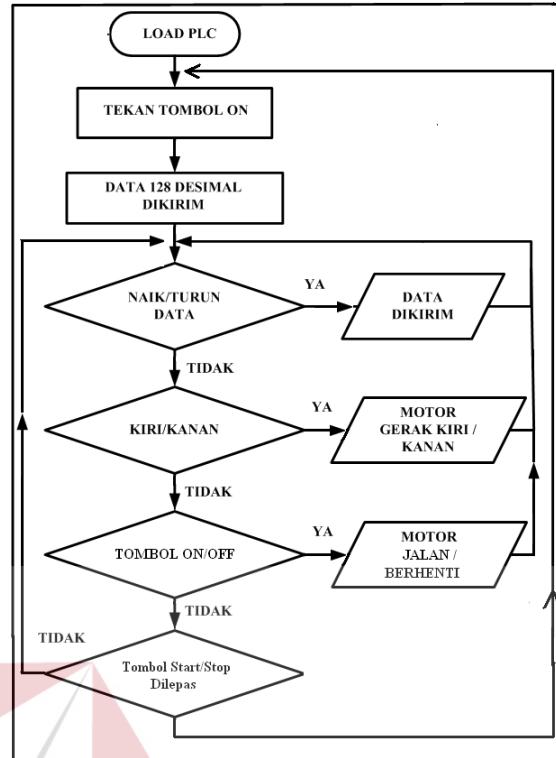 LOAD PLC
TEKAN TOMBOL ON
DATA 128 DESIMAL
DIKIRIM
NAIK/TURUN
DATA
YA
DATA
DIKIRIM
TIDAK
KIRI/KANAN
YA
MOTOR
GERAK KIRI /
KANAN
TIDAK
TOMBOL ON/OFF
YA
MOTOR
JALAN /
BERHENTI
TIDAK
TIDAK
Tombol Start/Stop
Dilepas